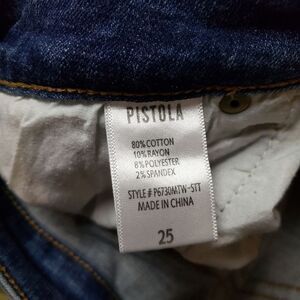 PISTOLA
80% COTTON
10% RAYON
8% POLYESTER
2% SPANDEX
STYLE # P6730MTW-STT
MADE IN CHINA
25